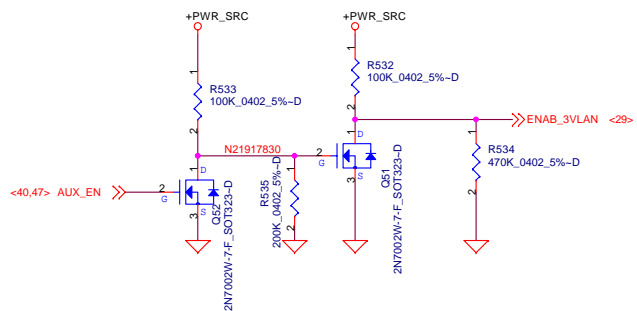 +PWR_SRC
+PWR_SRC
1
R533
100K_0402_5%~D
2
1
R532
100K_0402_5%~D
2
N21917830
ENAB_3VLAN <29>
<40,47> AUX_EN
2
G
1
D
S
3
Q52
2N7002W-7-F_SOT323~D
1
R535
200K_0402_5%~D
2
2
G
1
D
S
3
Q51
2N7002W-7-F_SOT323~D
1
R534
470K_0402_5%~D
2